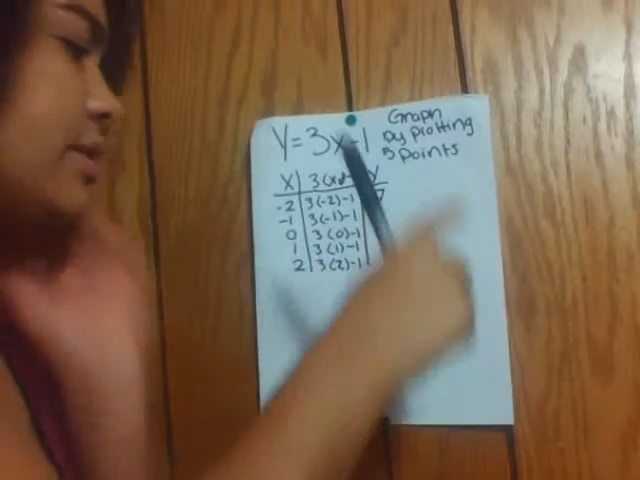 Y=3x-1
Graph
by plotting
5 points
X 3(x)- Y
-2 3(-2)-1
-1 3(-1)-1
0 3(0)-1
1 3(1)-1
2 3(2)-1